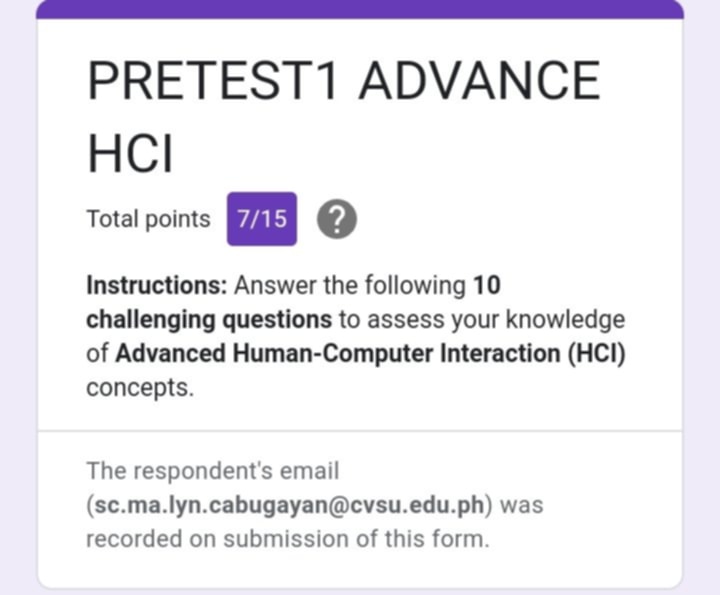 PRETEST1 ADVANCE
HCI
Total points 7/15 ?
Instructions: Answer the following 10
challenging questions to assess your knowledge
of Advanced Human-Computer Interaction (HCI)
concepts.
The respondent's email
(sc.ma.lyn.cabugayan@cvsu.edu.ph) was
recorded on submission of this form.